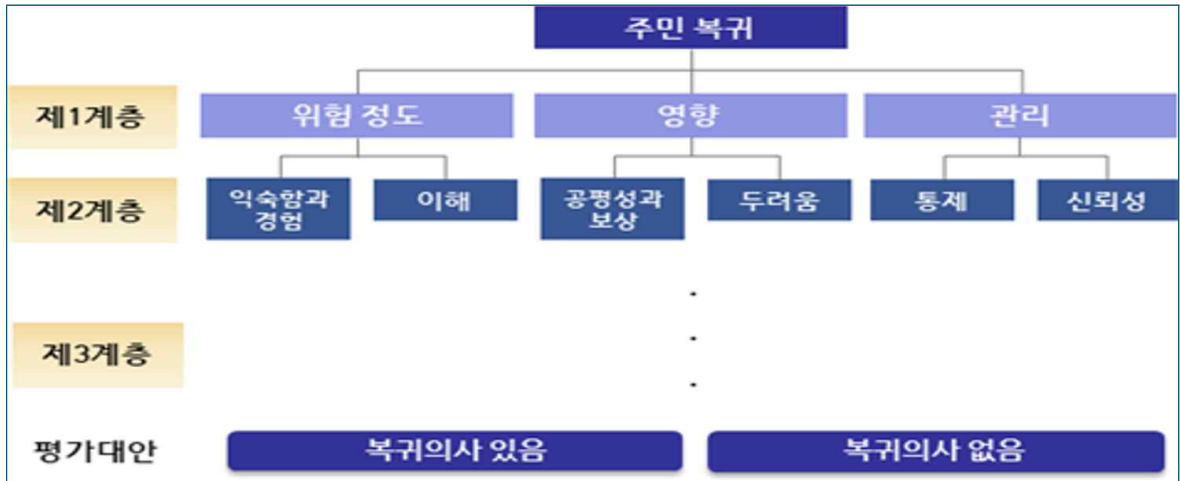 주민 복귀
제1계층
위험 정도
영향
관리
제2계층
익숙함과
경험
이해
공평성과
보상
두려움
통제
신뢰성
제3계층
평가대안
복귀의사 있음
복귀의사 없음